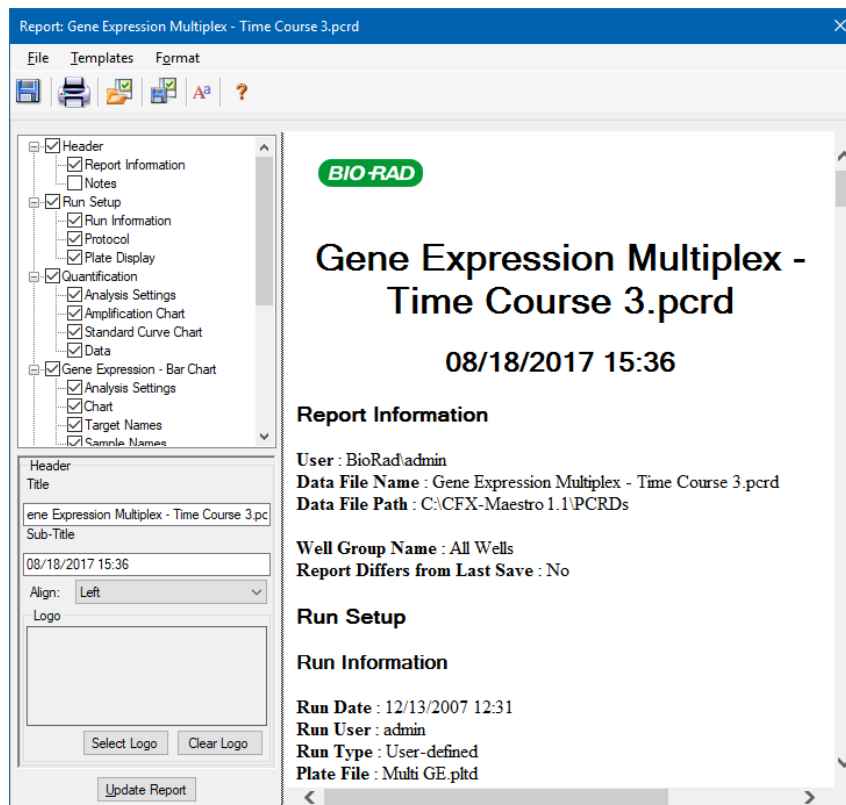 Report: Gene Expression Multiplex - Time Course 3.pcrd
File Templates Format
Aa ?
Header
Report Information
Notes
Run Setup
Run Information
Protocol
Plate Display
Quantification
Analysis Settings
Amplification Chart
Standard Curve Chart
Data
Gene Expression - Bar Chart
Analysis Settings
Chart
Target Names
Sample Names
Header
Title
ene Expression Multiplex - Time Course 3.pc
Sub-Title
08/18/2017 15:36
Align: Left
Logo
Select Logo Clear Logo
Update Report
BIO-RAD
Gene Expression Multiplex -
Time Course 3.pcrd
08/18/2017 15:36
Report Information
User : BioRad\admin
Data File Name : Gene Expression Multiplex - Time Course 3.pcrd
Data File Path : C:\CFX-Maestro 1.1\PCRDs
Well Group Name : All Wells
Report Differs from Last Save : No
Run Setup
Run Information
Run Date : 12/13/2007 12:31
Run User : admin
Run Type : User-defined
Plate File : Multi GE.pltd